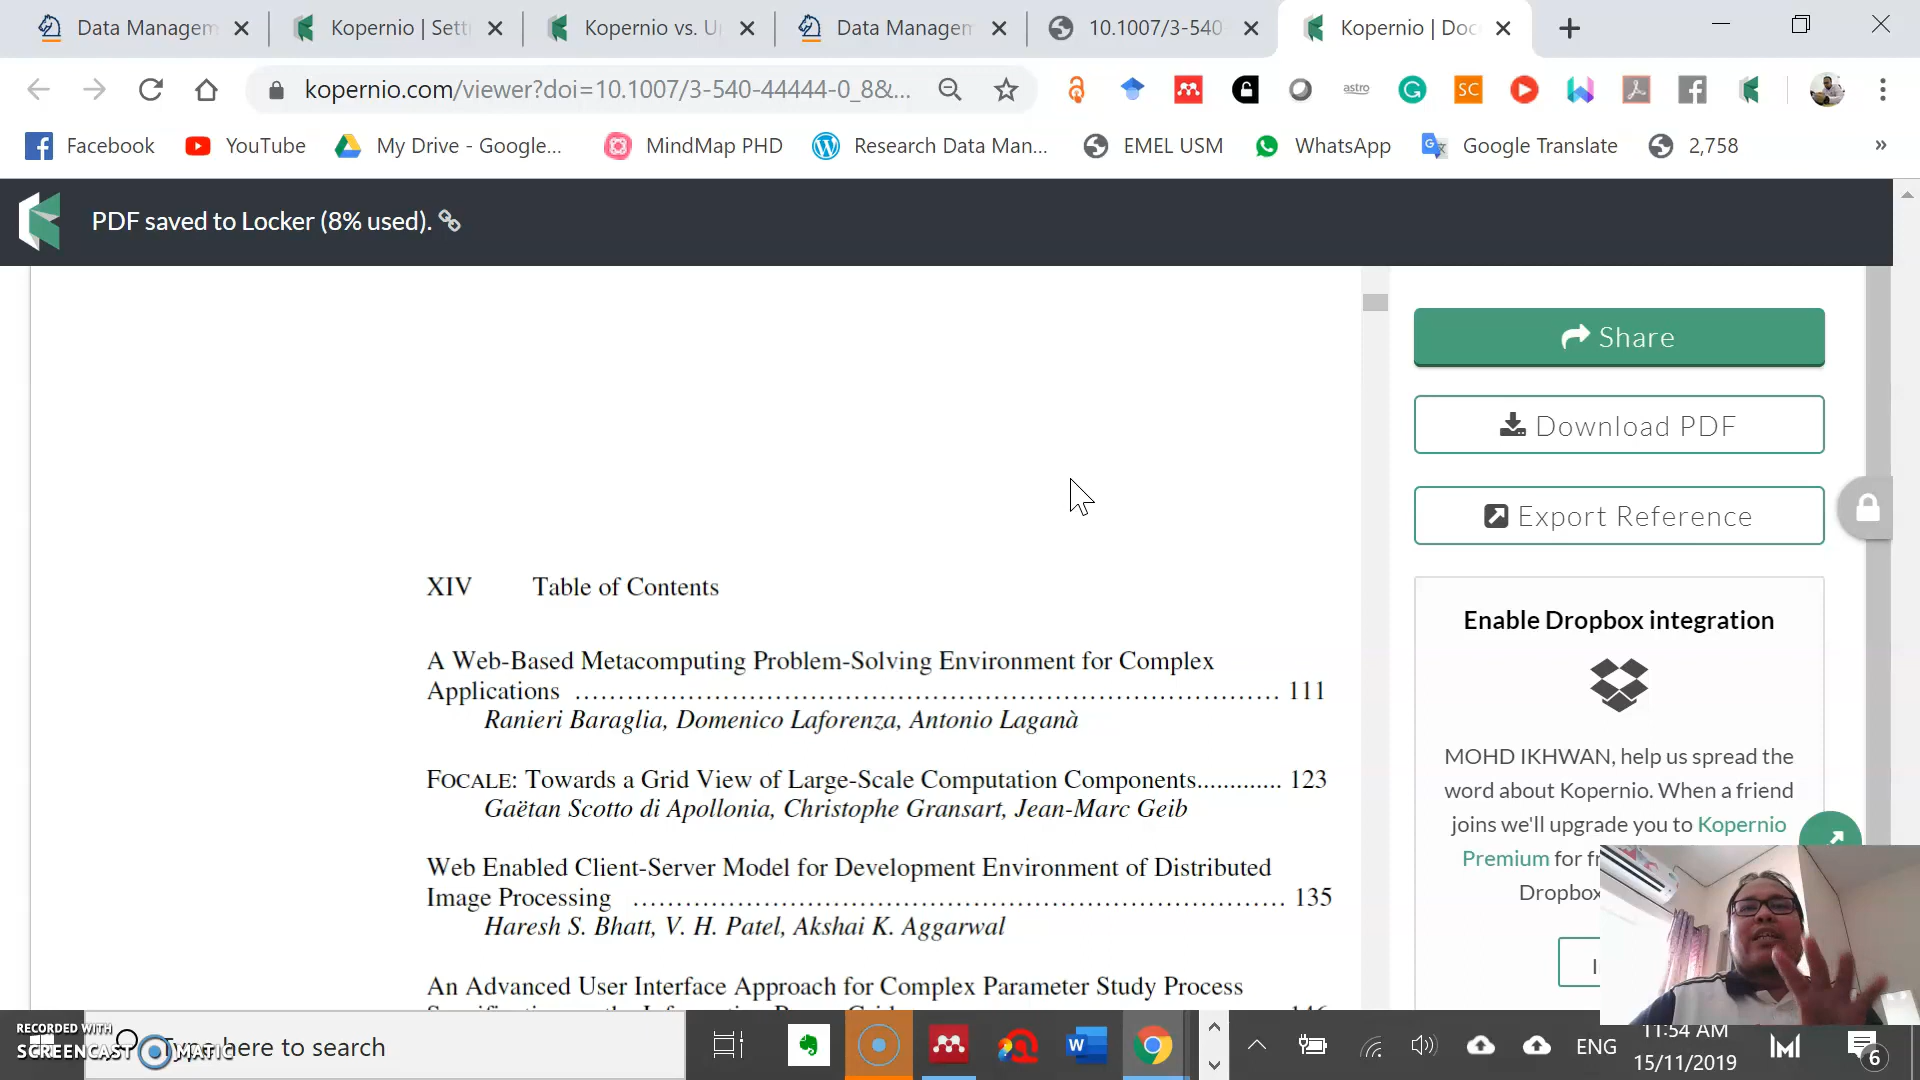 Data Managem
Kopernio | Sett
Kopernio vs. U
Data Managem
10.1007/3-540
Kopernio | Doc
kopernio.com/viewer?doi=10.1007/3-540-44444-0_8&...
astro
SC
Facebook
YouTube
My Drive - Google...
MindMap PHD
Research Data Man...
EMEL USM
WhatsApp
Google Translate
2,758
»
PDF saved to Locker (8% used).
Share
Download PDF
Export Reference
XIV Table of Contents
A Web-Based Metacomputing Problem-Solving Environment for Complex
Applications ................................................................................ 111
Ranieri Baraglia, Domenico Laforenza, Antonio Laganà
FOCALE: Towards a Grid View of Large-Scale Computation Components............. 123
Gaëtan Scotto di Apollonia, Christophe Gransart, Jean-Marc Geib
Web Enabled Client-Server Model for Development Environment of Distributed
Image Processing .......................................................................... 135
Haresh S. Bhatt, V. H. Patel, Akshai K. Aggarwal
An Advanced User Interface Approach for Complex Parameter Study Process
Enable Dropbox integration
MOHD IKHWAN, help us spread the
word about Kopernio. When a friend
joins we'll upgrade you to Kopernio
Premium for
Dropbox
RECORDED WITH
SCREENCAST MATIC
here to search
W
ENG
11:54 AM
15/11/2019
6